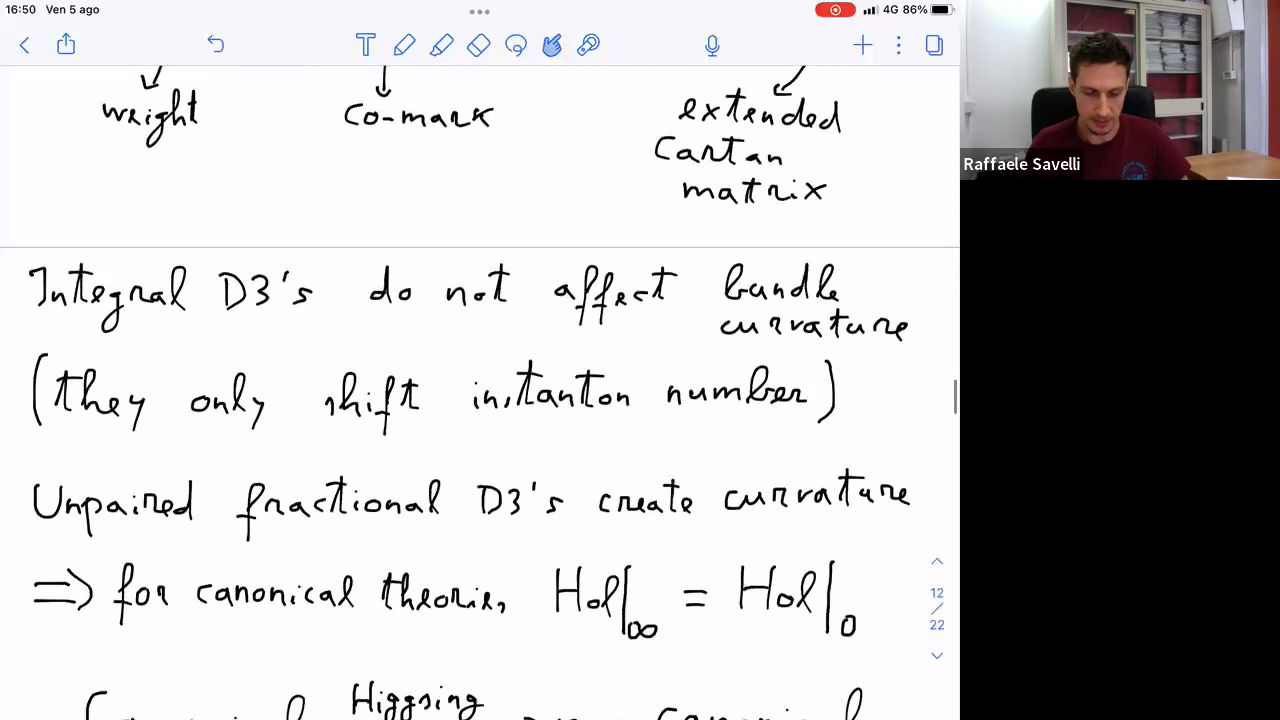 16:50 Ven 5 ago
4G 86%
weight
co-mark
extended
Cartan
matrix
Raffaele Savelli
Integral D3's do not affect bundle
curvature
(they only shift instanton number)
Unpaired fractional D3's create curvature
=> for canonical theories Hol|∞ = Hol|0
12
/
22
Higgsing